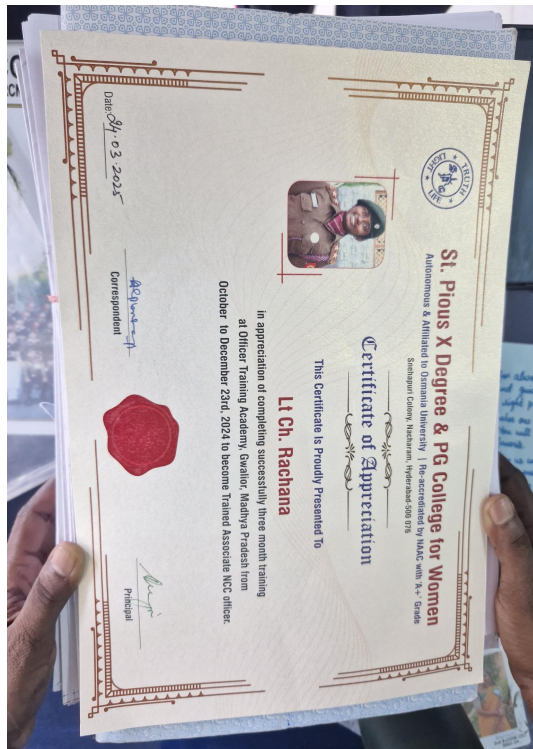 TRUTH
LIGHT
LIFE
St. Pious X Degree & PG College for Women
Autonomous & Affiliated to Osmania University | Re-accredited by NAAC with 'A+' Grade
Snehapuri Colony, Nacharam, Hyderabad-500 076
Certificate of Appreciation
This Certificate Is Proudly Presented To
Lt Ch. Rachana
in appreciation of completing successfully three month training
at Officer Training Academy, Gwalior, Madhya Pradesh from
October to December 23rd, 2024 to become Trained Associate NCC officer.
Date: 24.03.2025
Correspondent
Principal